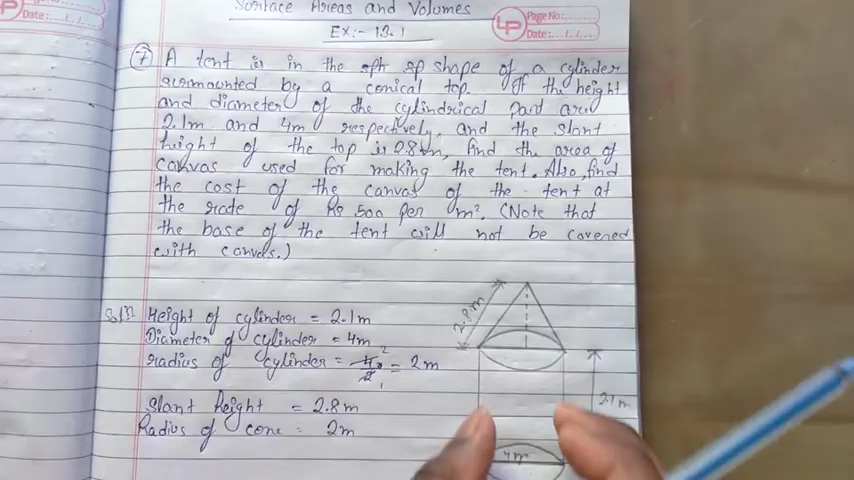 Surface Areas and Volumes
Ex:- 13.1
LP Page No:
Date:
Date:
7 A tent is in the sph sp shape of a cylinder
surmounted by a conical top. If the height
and diameter of the cylindrical part are
2.1m and 4m respectively, and the slant
height of the top is 2.8m, find the area of
canvas used for making the tent. Also, find
the cost of the canvas of the tent at
the rate of Rs 500 per m². (Note that
the base of the tent will not be covered
with canvas.)
Solⁿ Height of cylinder = 2.1m
Diameter of cylinder = 4m
radius of cylinder = 4/2 = 2m
Slant Height = 2.8m
Radius of cone = 2m
2.8m
2.1m
4m